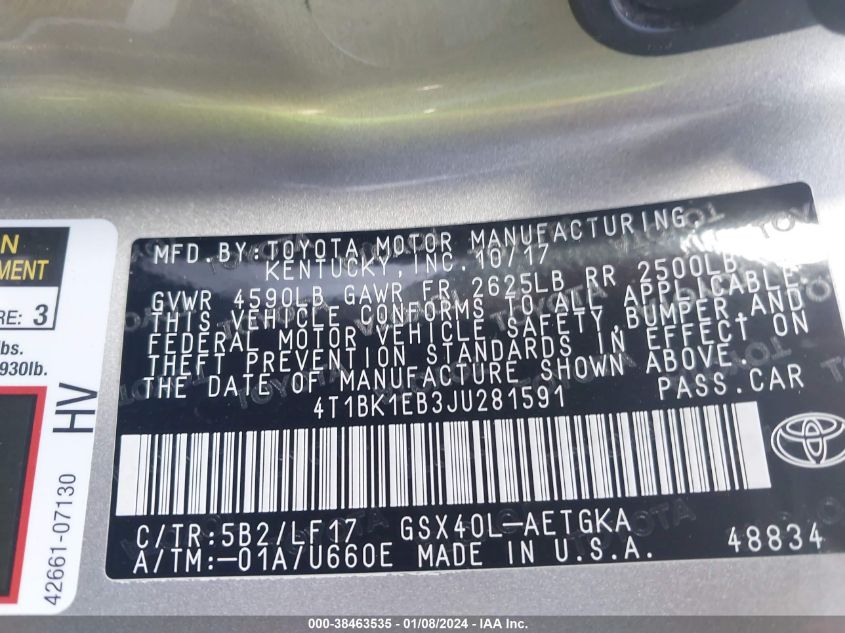 N
EMENT
RE: 3
lbs.
930lb.
HV
42661-07130
MFD. BY: TOYOTA MOTOR MANUFACTURING,
KENTUCKY, INC. 10/17
GVWR 4590LB GAWR FR 2625LB RR 2500LB
THIS VEHICLE CONFORMS TO ALL APPLICABLE
FEDERAL MOTOR VEHICLE SAFETY, BUMPER, AND
THEFT PREVENTION STANDARDS IN EFFECT ON
THE DATE OF MANUFACTURE SHOWN ABOVE.
4T1BK1EB3JU281591 PASS.CAR
C/TR:5B2/LF17 GSX40L-AETGKA
A/TM:-01A/U660E MADE IN U.S.A. 48834
000-38463535 - 01/08/2024 - IAA Inc.